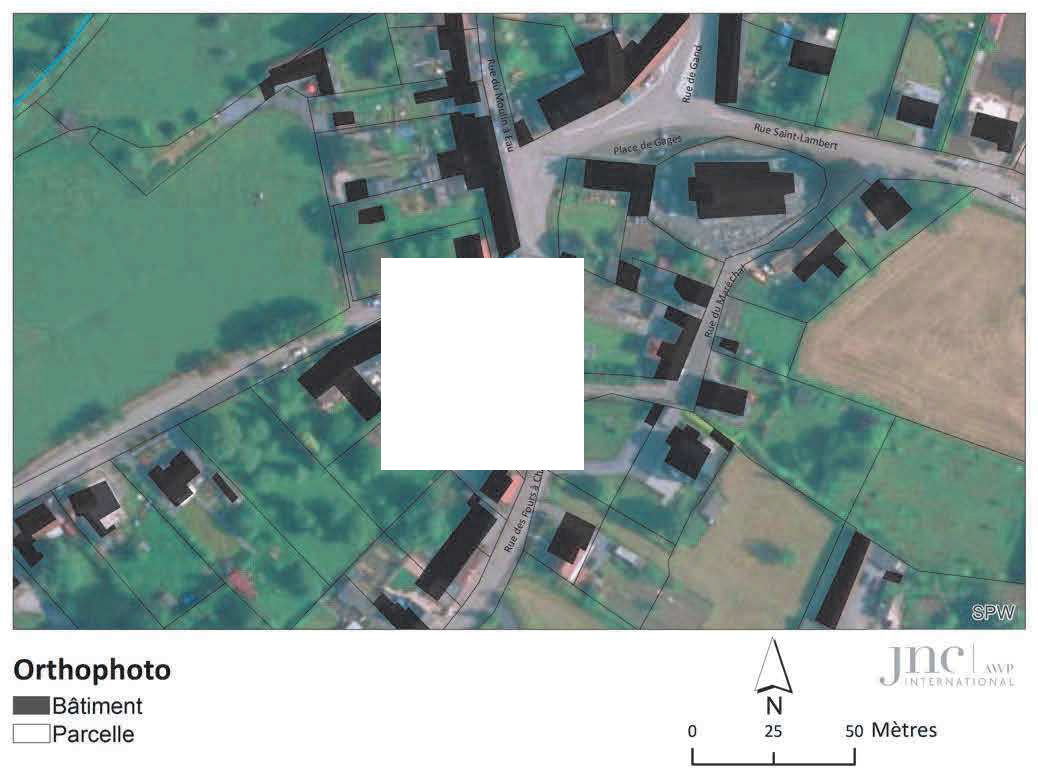 Rue du Moulin à Eau
Rue de Gand
Place de Gages
Rue Saint-Lambert
Rue du Maréchal
Rue des Fours à
SPW
Orthophoto
Bâtiment
Parcelle
N
0 25 50 Mètres
jnc AWP
INTERNATIONAL